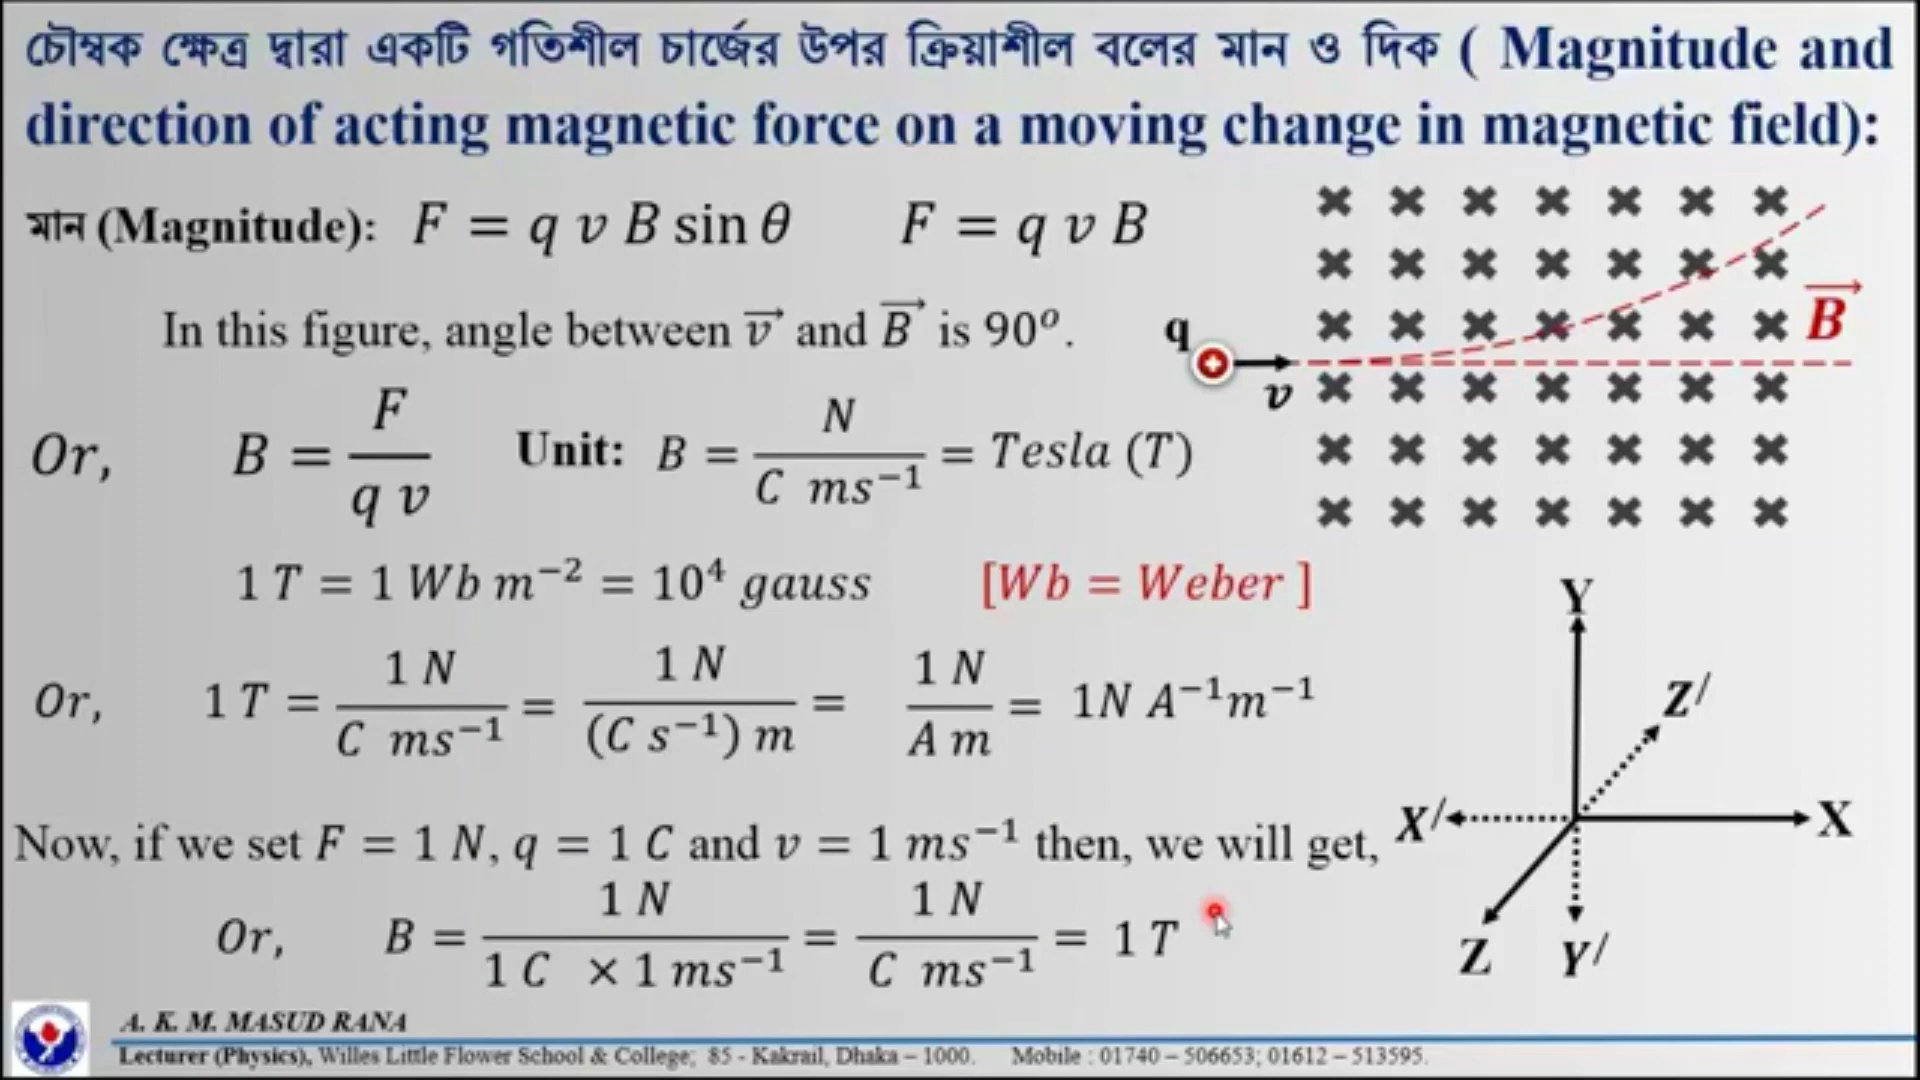 চৌম্বক ক্ষেত্র দ্বারা একটি গতিশীল চার্জের উপর ক্রিয়াশীল বলের মান ও দিক ( Magnitude and
direction of acting magnetic force on a moving change in magnetic field):
মান (Magnitude): F = q v B sin θ F = q v B
In this figure, angle between v⃗ and B⃗ is 90°.
q
v
B⃗
Or, B = F / (q v) Unit: B = N / (C ms⁻¹) = Tesla (T)
1 T = 1 Wb m⁻² = 10⁴ gauss [Wb = Weber ]
Or, 1 T = 1 N / (C ms⁻¹) = 1 N / ((C s⁻¹) m) = 1 N / (A m) = 1N A⁻¹m⁻¹
Now, if we set F = 1 N, q = 1 C and v = 1 ms⁻¹ then, we will get,
Or, B = 1 N / (1 C × 1 ms⁻¹) = 1 N / (C ms⁻¹) = 1 T
Y
Z/
X/ X
Z Y/
A. K. M. MASUD RANA
Lecturer (Physics), Willes Little Flower School & College; 85 - Kakrail, Dhaka – 1000. Mobile : 01740 – 506653; 01612 – 513595.